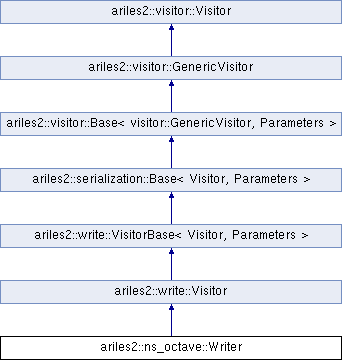 ariles2::visitor::Visitor
ariles2::visitor::GenericVisitor
ariles2::visitor::Base< visitor::GenericVisitor, Parameters >
ariles2::serialization::Base< Visitor, Parameters >
ariles2::write::VisitorBase< Visitor, Parameters >
ariles2::write::Visitor
ariles2::ns_octave::Writer